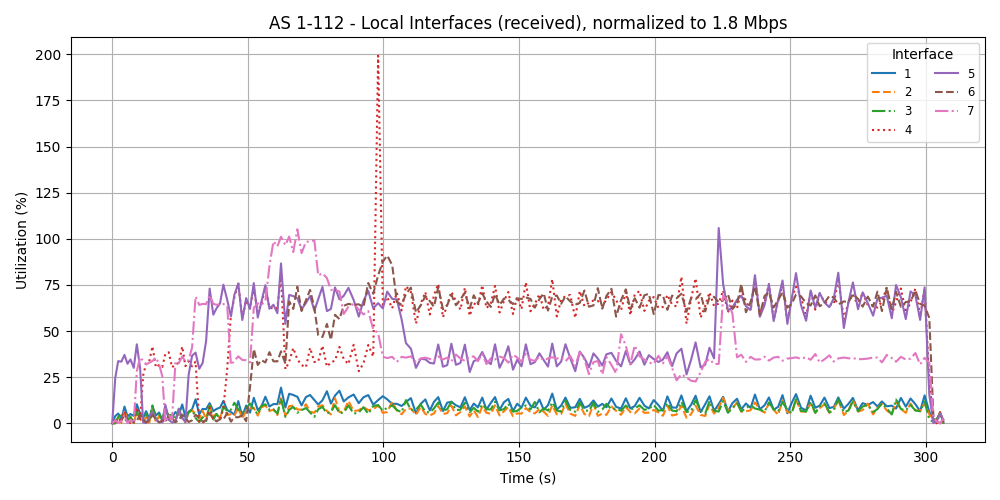 AS 1-112 - Local Interfaces (received), normalized to 1.8 Mbps
Utilization (%)
200
175
150
125
100
75
50
25
0
0 50 100 150 200 250 300
Time (s)
Interface
1 5
2 6
3 7
4